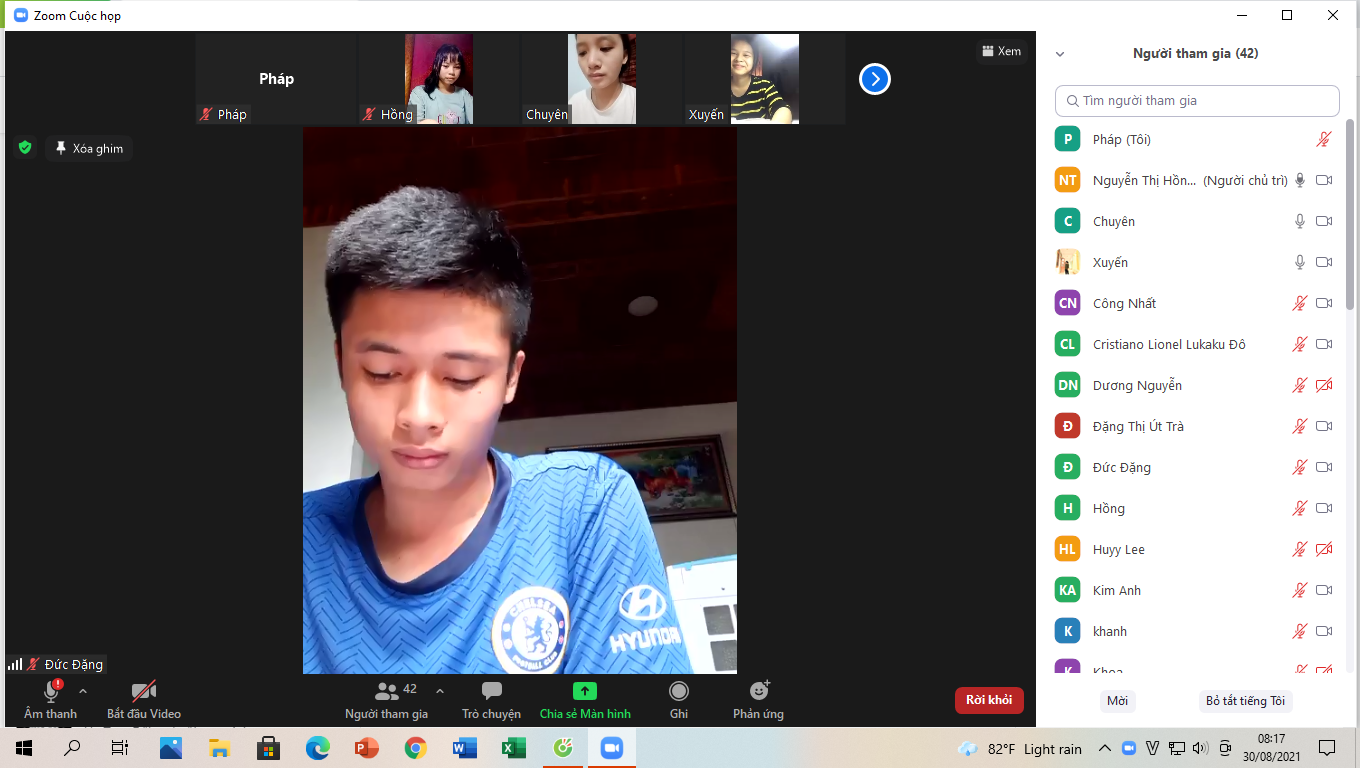 Zoom Cuộc họp
Pháp
Pháp
Hồng
Chuyên
Xuyến
Xem
Xóa ghim
CHELSEA
FOOTBALL CLUB
HYUNDAI
Đức Đặng
Âm thanh
Bắt đầu Video
42
Người tham gia
Trò chuyện
Chia sẻ Màn hình
Ghi
Phản ứng
Rời khỏi
Người tham gia (42)
Tìm người tham gia
P Pháp (Tôi)
NT Nguyễn Thị Hồn... (Người chủ trì)
C Chuyên
Xuyến
CN Công Nhất
CL Cristiano Lionel Lukaku Đô
DN Dương Nguyễn
Đ Đặng Thị Út Trà
Đ Đức Đặng
H Hồng
HL Huyy Lee
KA Kim Anh
K khanh
K Khoa
Mời
Bỏ tắt tiếng Tôi
82°F Light rain
08:17
30/08/2021